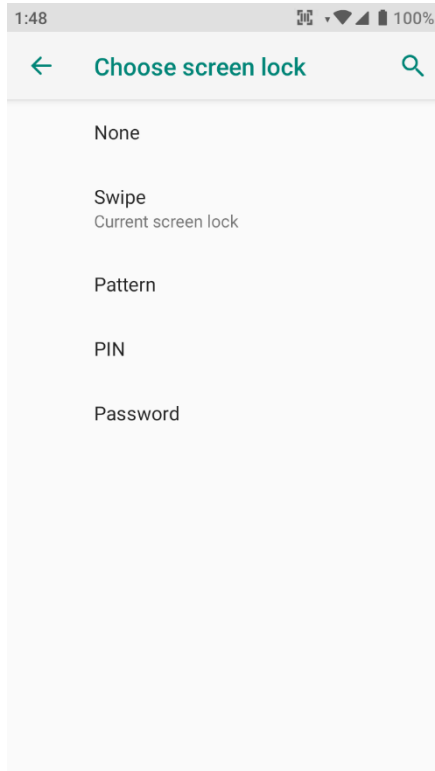 1:48
100%
Choose screen lock
None
Swipe
Current screen lock
Pattern
PIN
Password